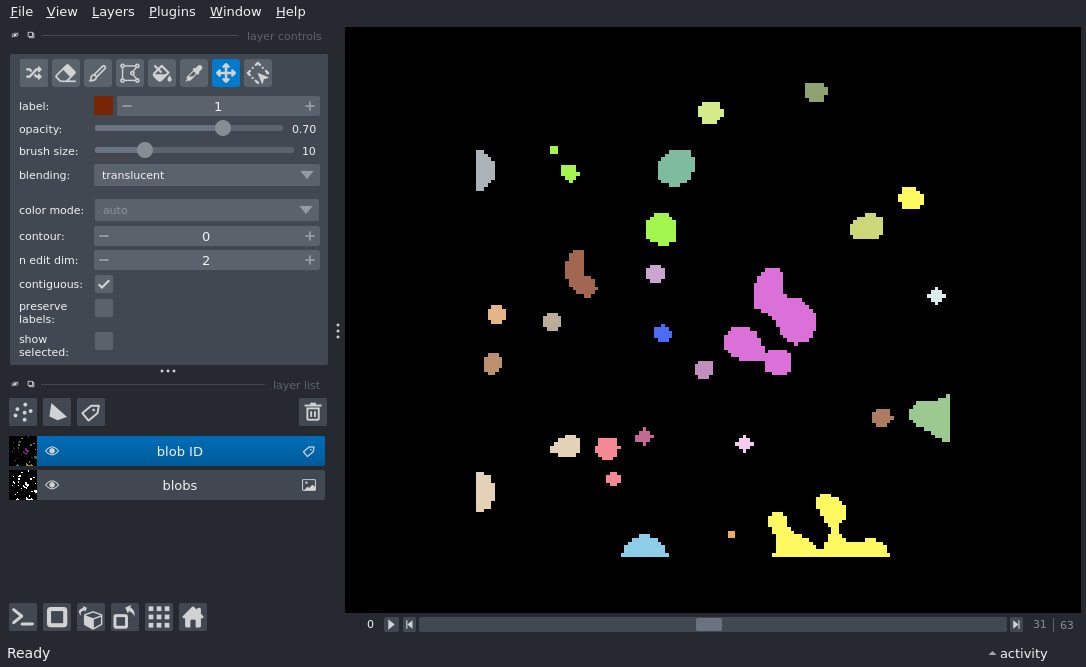 File View Layers Plugins Window Help
layer controls
label: 1
opacity: 0.70
brush size: 10
blending: translucent
color mode: auto
contour: 0
n edit dim: 2
contiguous:
preserve
labels:
show
selected:
layer list
blob ID
blobs
0 31 63
Ready activity